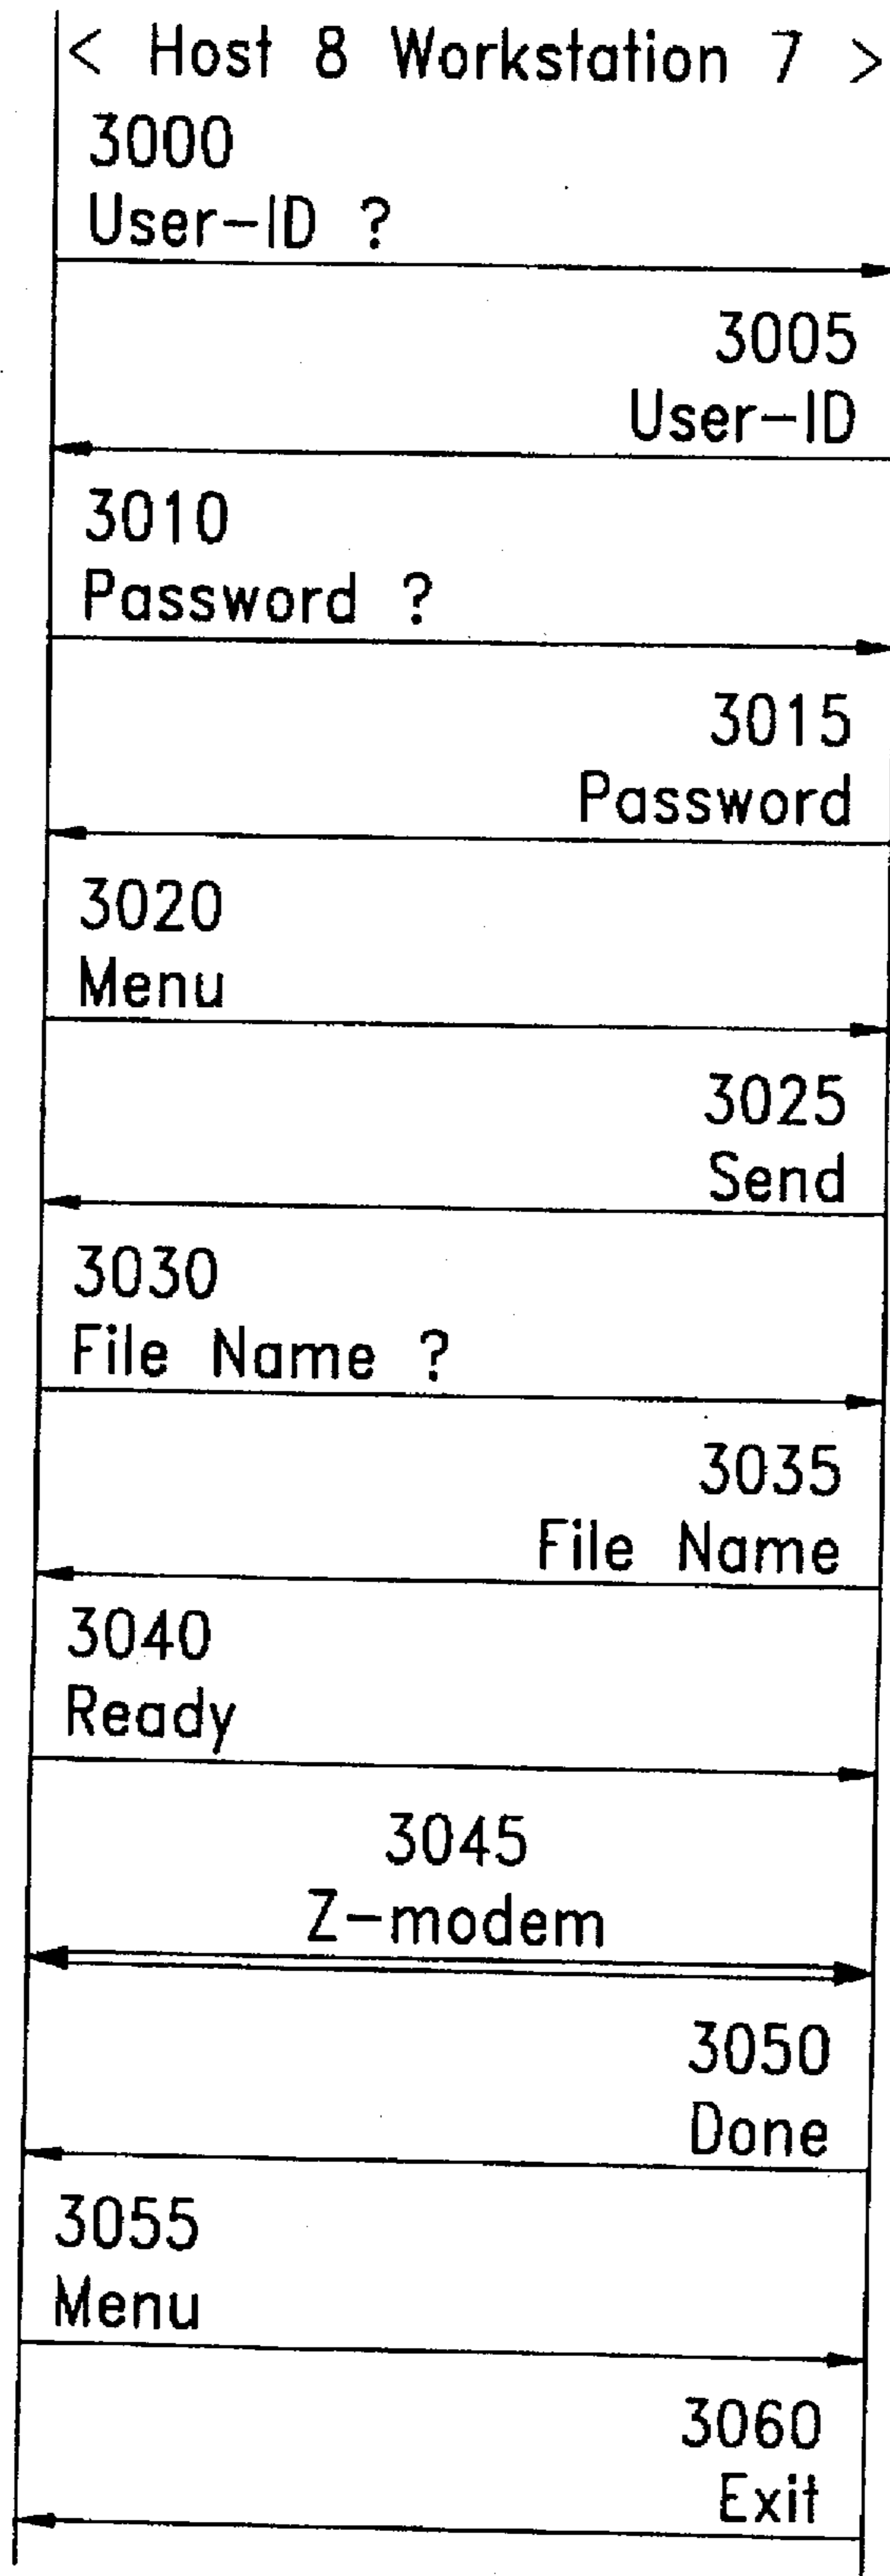 < Host 8 Workstation 7 >
3000
User-ID ?
3005
User-ID
3010
Password ?
3015
Password
3020
Menu
3025
Send
3030
File Name ?
3035
File Name
3040
Ready
3045
Z-modem
3050
Done
3055
Menu
3060
Exit